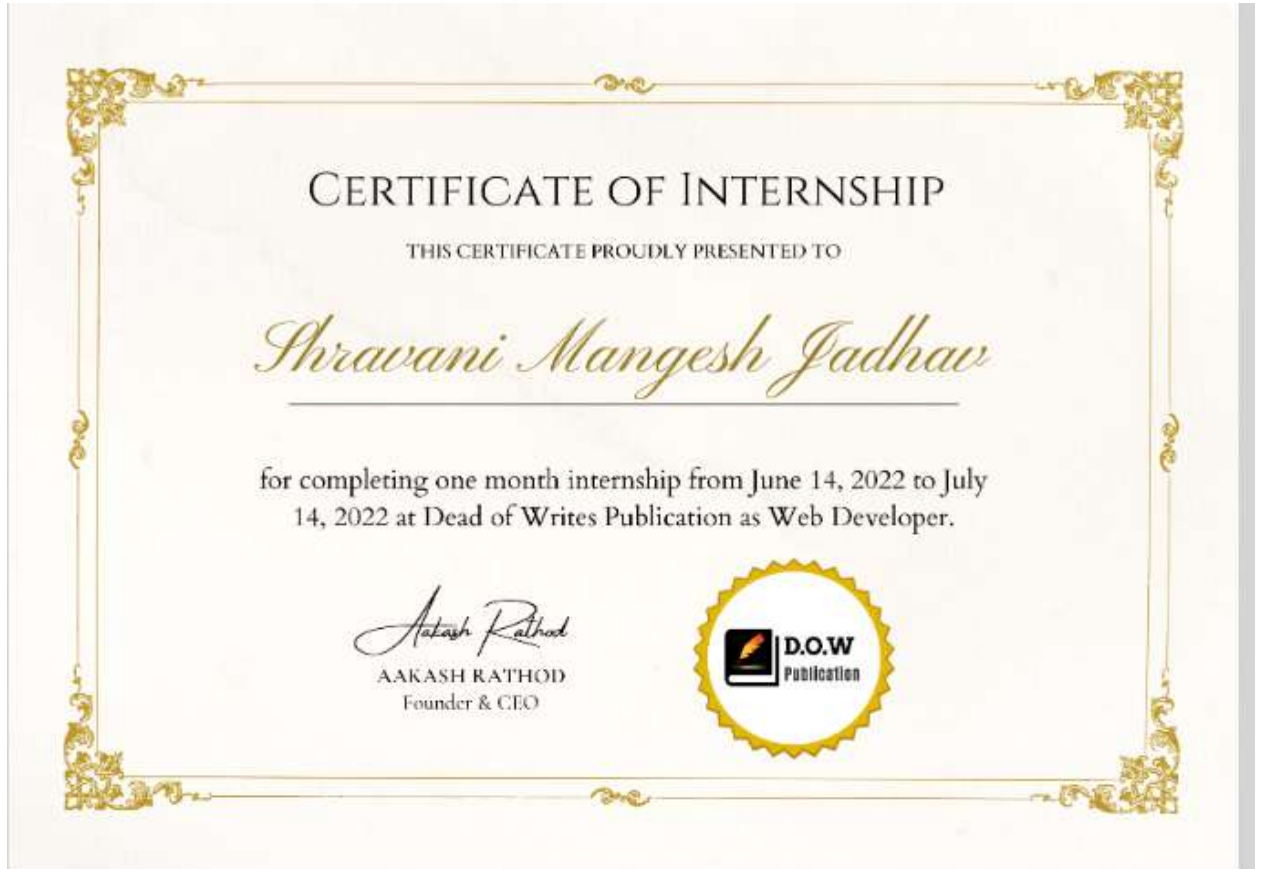 CERTIFICATE OF INTERNSHIP
THIS CERTIFICATE PROUDLY PRESENTED TO
Shravani Mangesh Jadhav
for completing one month internship from June 14, 2022 to July
14, 2022 at Dead of Writes Publication as Web Developer.
Aakash Rathod
AAKASH RATHOD
Founder & CEO
D.O.W
Publication